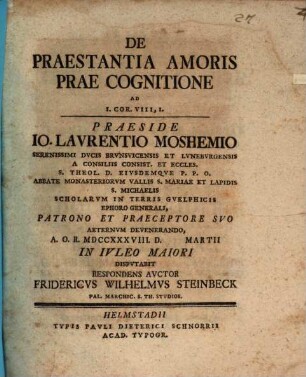 27
DE
PRAESTANTIA AMORIS
PRAE COGNITIONE
AD
I. COR. VIII, I.
PRAESIDE
IO. LAVRENTIO MOSHEMIO
SERENISSIMI DVCIS BRVNSVICENSIS ET LVNEBVRGENSIS
A CONSILIIS CONSIST. ET ECCLES.
S. THEOL. D. EIVSDEMQVE P. P. O.
ABBATE MONASTERIORVM VALLIS S. MARIAE ET LAPIDIS
S. MICHAELIS
SCHOLARVM IN TERRIS GVELPHICIS
EPHORO GENERALI,
PATRONO ET PRAECEPTORE SVO
AETERNVM DEVENERANDO,
A. O. R. MDCCXXXVIII. D. MARTII
IN IVLEO MAIORI
DISPVTABIT
RESPONDENS AVCTOR
FRIDERICVS WILHELMVS STEINBECK
PAL. MARCHIC. S. TH. STVDIOS.
HELMSTADII
TYPIS PAVLI DIETERICI SCHNORRII
ACAD. TYPOGR.